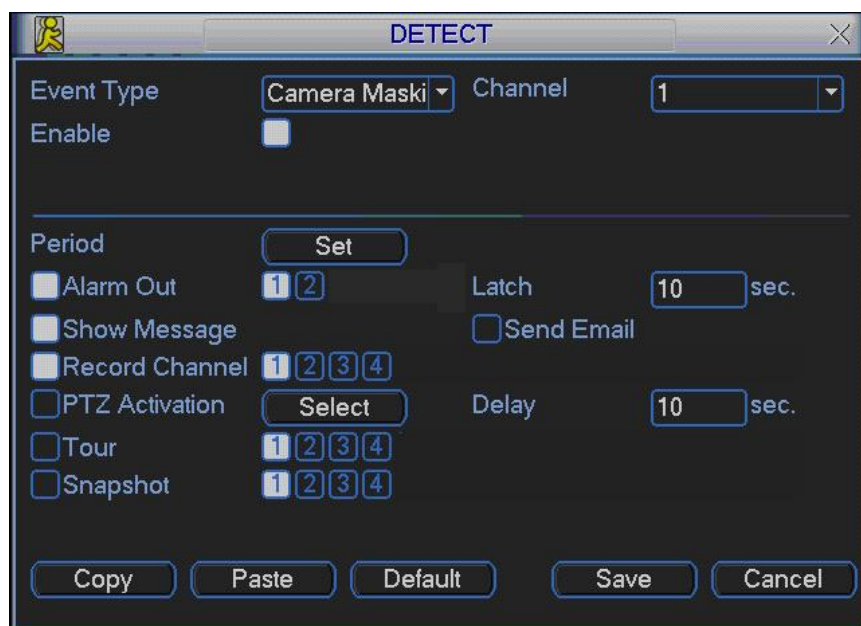 DETECT
Event Type Camera Maski Channel 1
Enable
Period Set
Alarm Out 1 2 Latch 10 sec.
Show Message Send Email
Record Channel 1 2 3 4
PTZ Activation Select Delay 10 sec.
Tour 1 2 3 4
Snapshot 1 2 3 4
Copy Paste Default Save Cancel